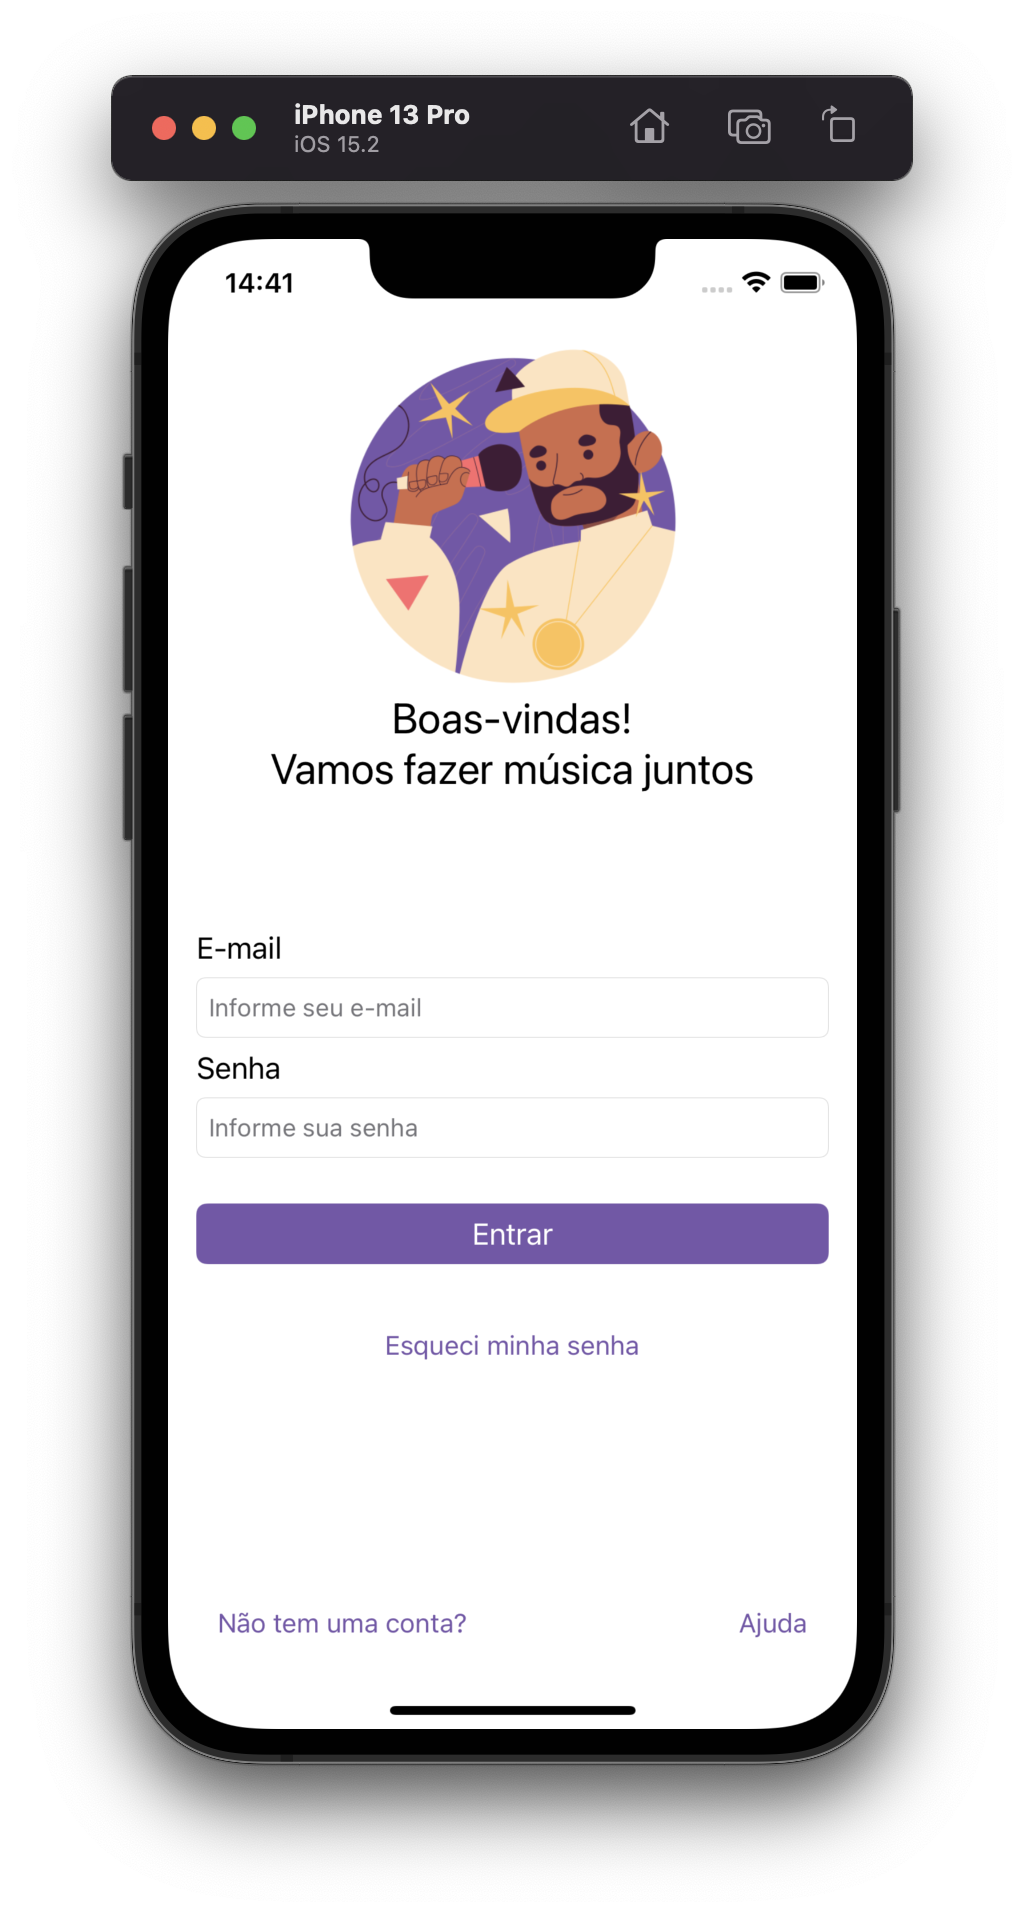 iPhone 13 Pro
iOS 15.2
14:41
Boas-vindas!
Vamos fazer música juntos
E-mail
Informe seu e-mail
Senha
Informe sua senha
Entrar
Esqueci minha senha
Não tem uma conta?
Ajuda